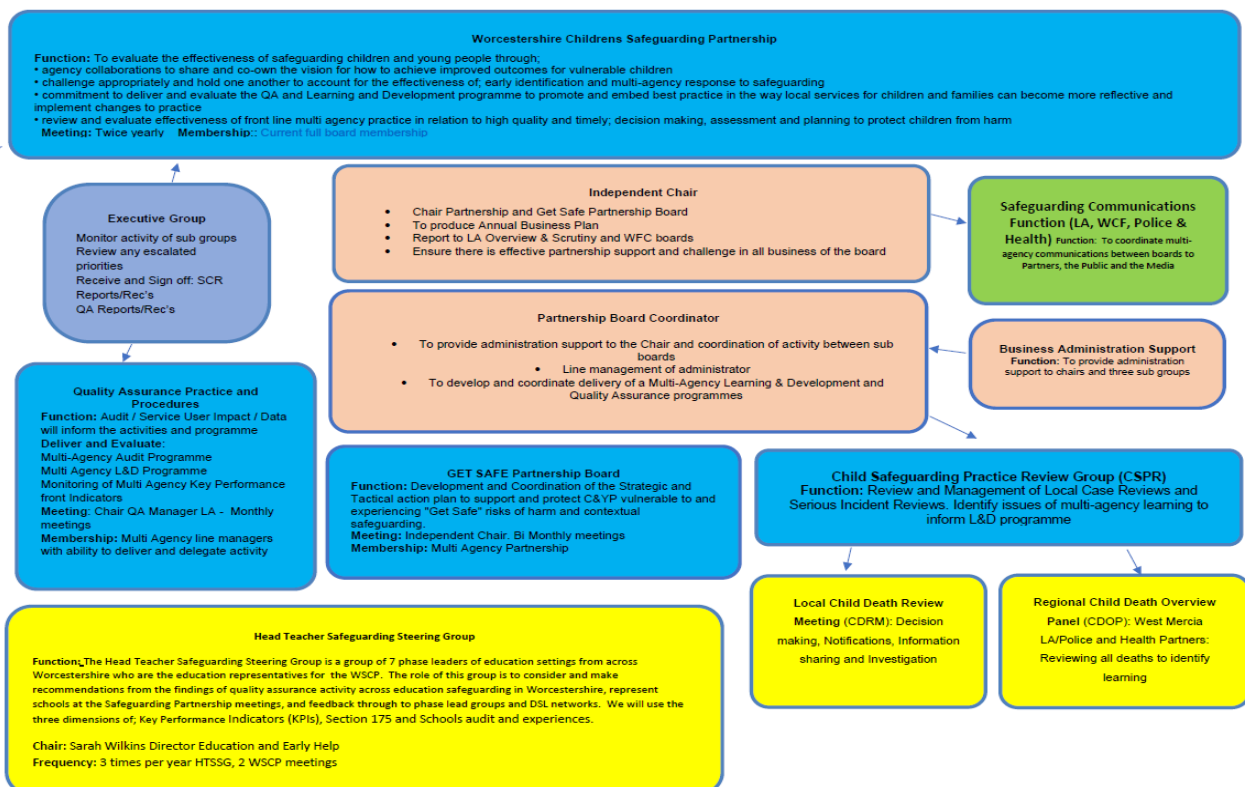 Worcestershire Childrens Safeguarding Partnership
Function: To evaluate the effectiveness of safeguarding children and young people through;
• agency collaborations to share and co-own the vision for how to achieve improved outcomes for vulnerable children
• challenge appropriately and hold one another to account for the effectiveness of; early identification and multi-agency response to safeguarding
• commitment to deliver and evaluate the QA and Learning and Development programme to promote and embed best practice in the way local services for children and families can become more reflective and
implement changes to practice
• review and evaluate effectiveness of front line multi agency practice in relation to high quality and timely; decision making, assessment and planning to protect children from harm
Meeting: Twice yearly Membership:: Current full board membership
Executive Group
Monitor activity of sub groups
Review any escalated
priorities
Receive and Sign off: SCR
Reports/Rec's
QA Reports/Rec's
Independent Chair
• Chair Partnership and Get Safe Partnership Board
• To produce Annual Business Plan
• Report to LA Overview & Scrutiny and WFC boards
• Ensure there is effective partnership support and challenge in all business of the board
Safeguarding Communications
Function (LA, WCF, Police &
Health) Function: To coordinate multi-
agency communications between boards to
Partners, the Public and the Media
Partnership Board Coordinator
• To provide administration support to the Chair and coordination of activity between sub
boards
• Line management of administrator
• To develop and coordinate delivery of a Multi-Agency Learning & Development and
Quality Assurance programmes
Business Administration Support
Function: To provide administration
support to chairs and three sub groups
Quality Assurance Practice and
Procedures
Function: Audit / Service User Impact / Data
will inform the activities and programme
Deliver and Evaluate:
Multi-Agency Audit Programme
Multi Agency L&D Programme
Monitoring of Multi Agency Key Performance
front Indicators
Meeting: Chair QA Manager LA - Monthly
meetings
Membership: Multi Agency line managers
with ability to deliver and delegate activity
GET SAFE Partnership Board
Function: Development and Coordination of the Strategic and
Tactical action plan to support and protect C&YP vulnerable to and
experiencing "Get Safe" risks of harm and contextual
safeguarding.
Meeting: Independent Chair. Bi Monthly meetings
Membership: Multi Agency Partnership
Child Safeguarding Practice Review Group (CSPR)
Function: Review and Management of Local Case Reviews and
Serious Incident Reviews. Identify issues of multi-agency learning to
inform L&D programme
Local Child Death Review
Meeting (CDRM): Decision
making, Notifications, Information
sharing and Investigation
Regional Child Death Overview
Panel (CDOP): West Mercia
LA/Police and Health Partners:
Reviewing all deaths to identify
learning
Head Teacher Safeguarding Steering Group
Function: The Head Teacher Safeguarding Steering Group is a group of 7 phase leaders of education settings from across
Worcestershire who are the education representatives for the WSCP. The role of this group is to consider and make
recommendations from the findings of quality assurance activity across education safeguarding in Worcestershire, represent
schools at the Safeguarding Partnership meetings, and feedback through to phase lead groups and DSL networks. We will use the
three dimensions of; Key Performance Indicators (KPIs), Section 175 and Schools audit and experiences.
Chair: Sarah Wilkins Director Education and Early Help
Frequency: 3 times per year HTSSG, 2 WSCP meetings